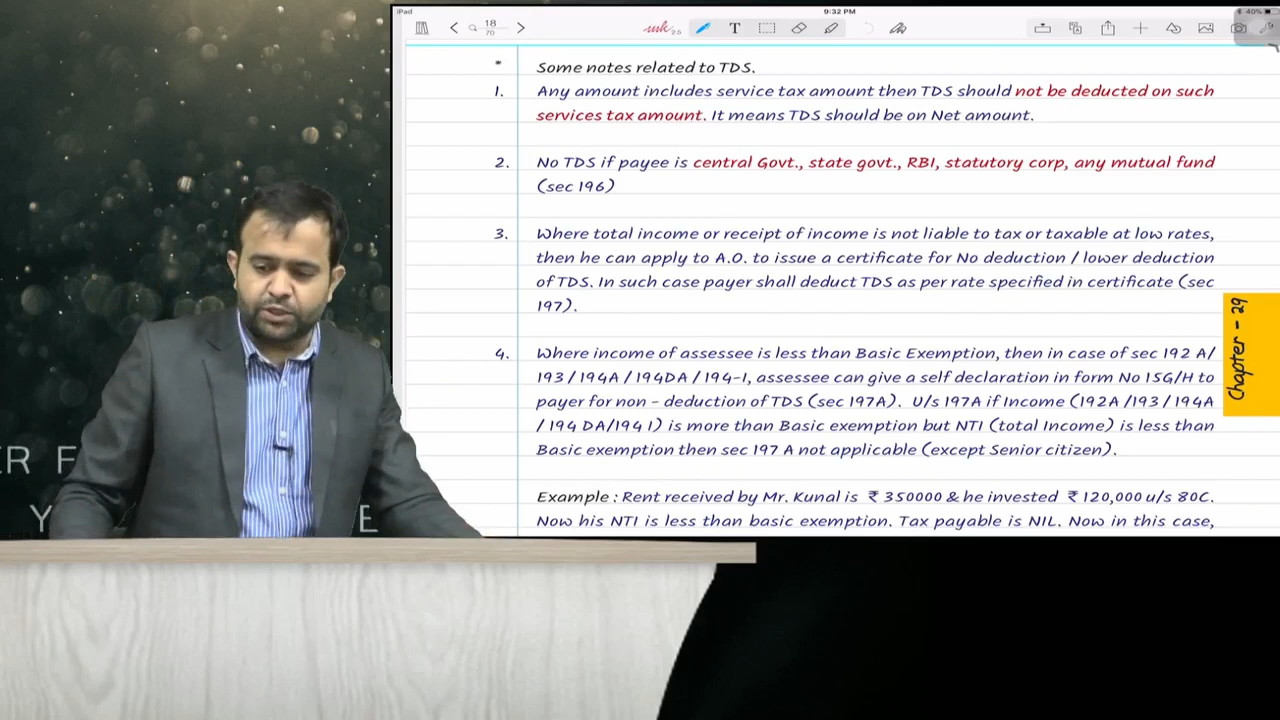 iPad
9:32 PM
40%
18
70
T
2.5
* Some notes related to TDS.
1. Any amount includes service tax amount then TDS should not be deducted on such
services tax amount. It means TDS should be on Net amount.
2. No TDS if payee is central Govt., state govt., RBI, statutory corp, any mutual fund
(sec 196)
3. Where total income or receipt of income is not liable to tax or taxable at low rates,
then he can apply to A.O. to issue a certificate for No deduction / lower deduction
of TDS. In such case payer shall deduct TDS as per rate specified in certificate (sec
197).
4. Where income of assessee is less than Basic Exemption, then in case of sec 192 A/
193 / 194A / 194DA / 194-I, assessee can give a self declaration in form No 15G/H to
payer for non - deduction of TDS (sec 197A). U/s 197A if Income (192A /193 / 194A
/ 194 DA/194 I) is more than Basic exemption but NTI (total Income) is less than
Basic exemption then sec 197 A not applicable (except Senior citizen).
Example : Rent received by Mr. Kunal is ₹ 350000 & he invested ₹ 120,000 u/s 80C.
Now his NTI is less than basic exemption. Tax payable is NIL. Now in this case,
Chapter - 29
ER F
Y
E